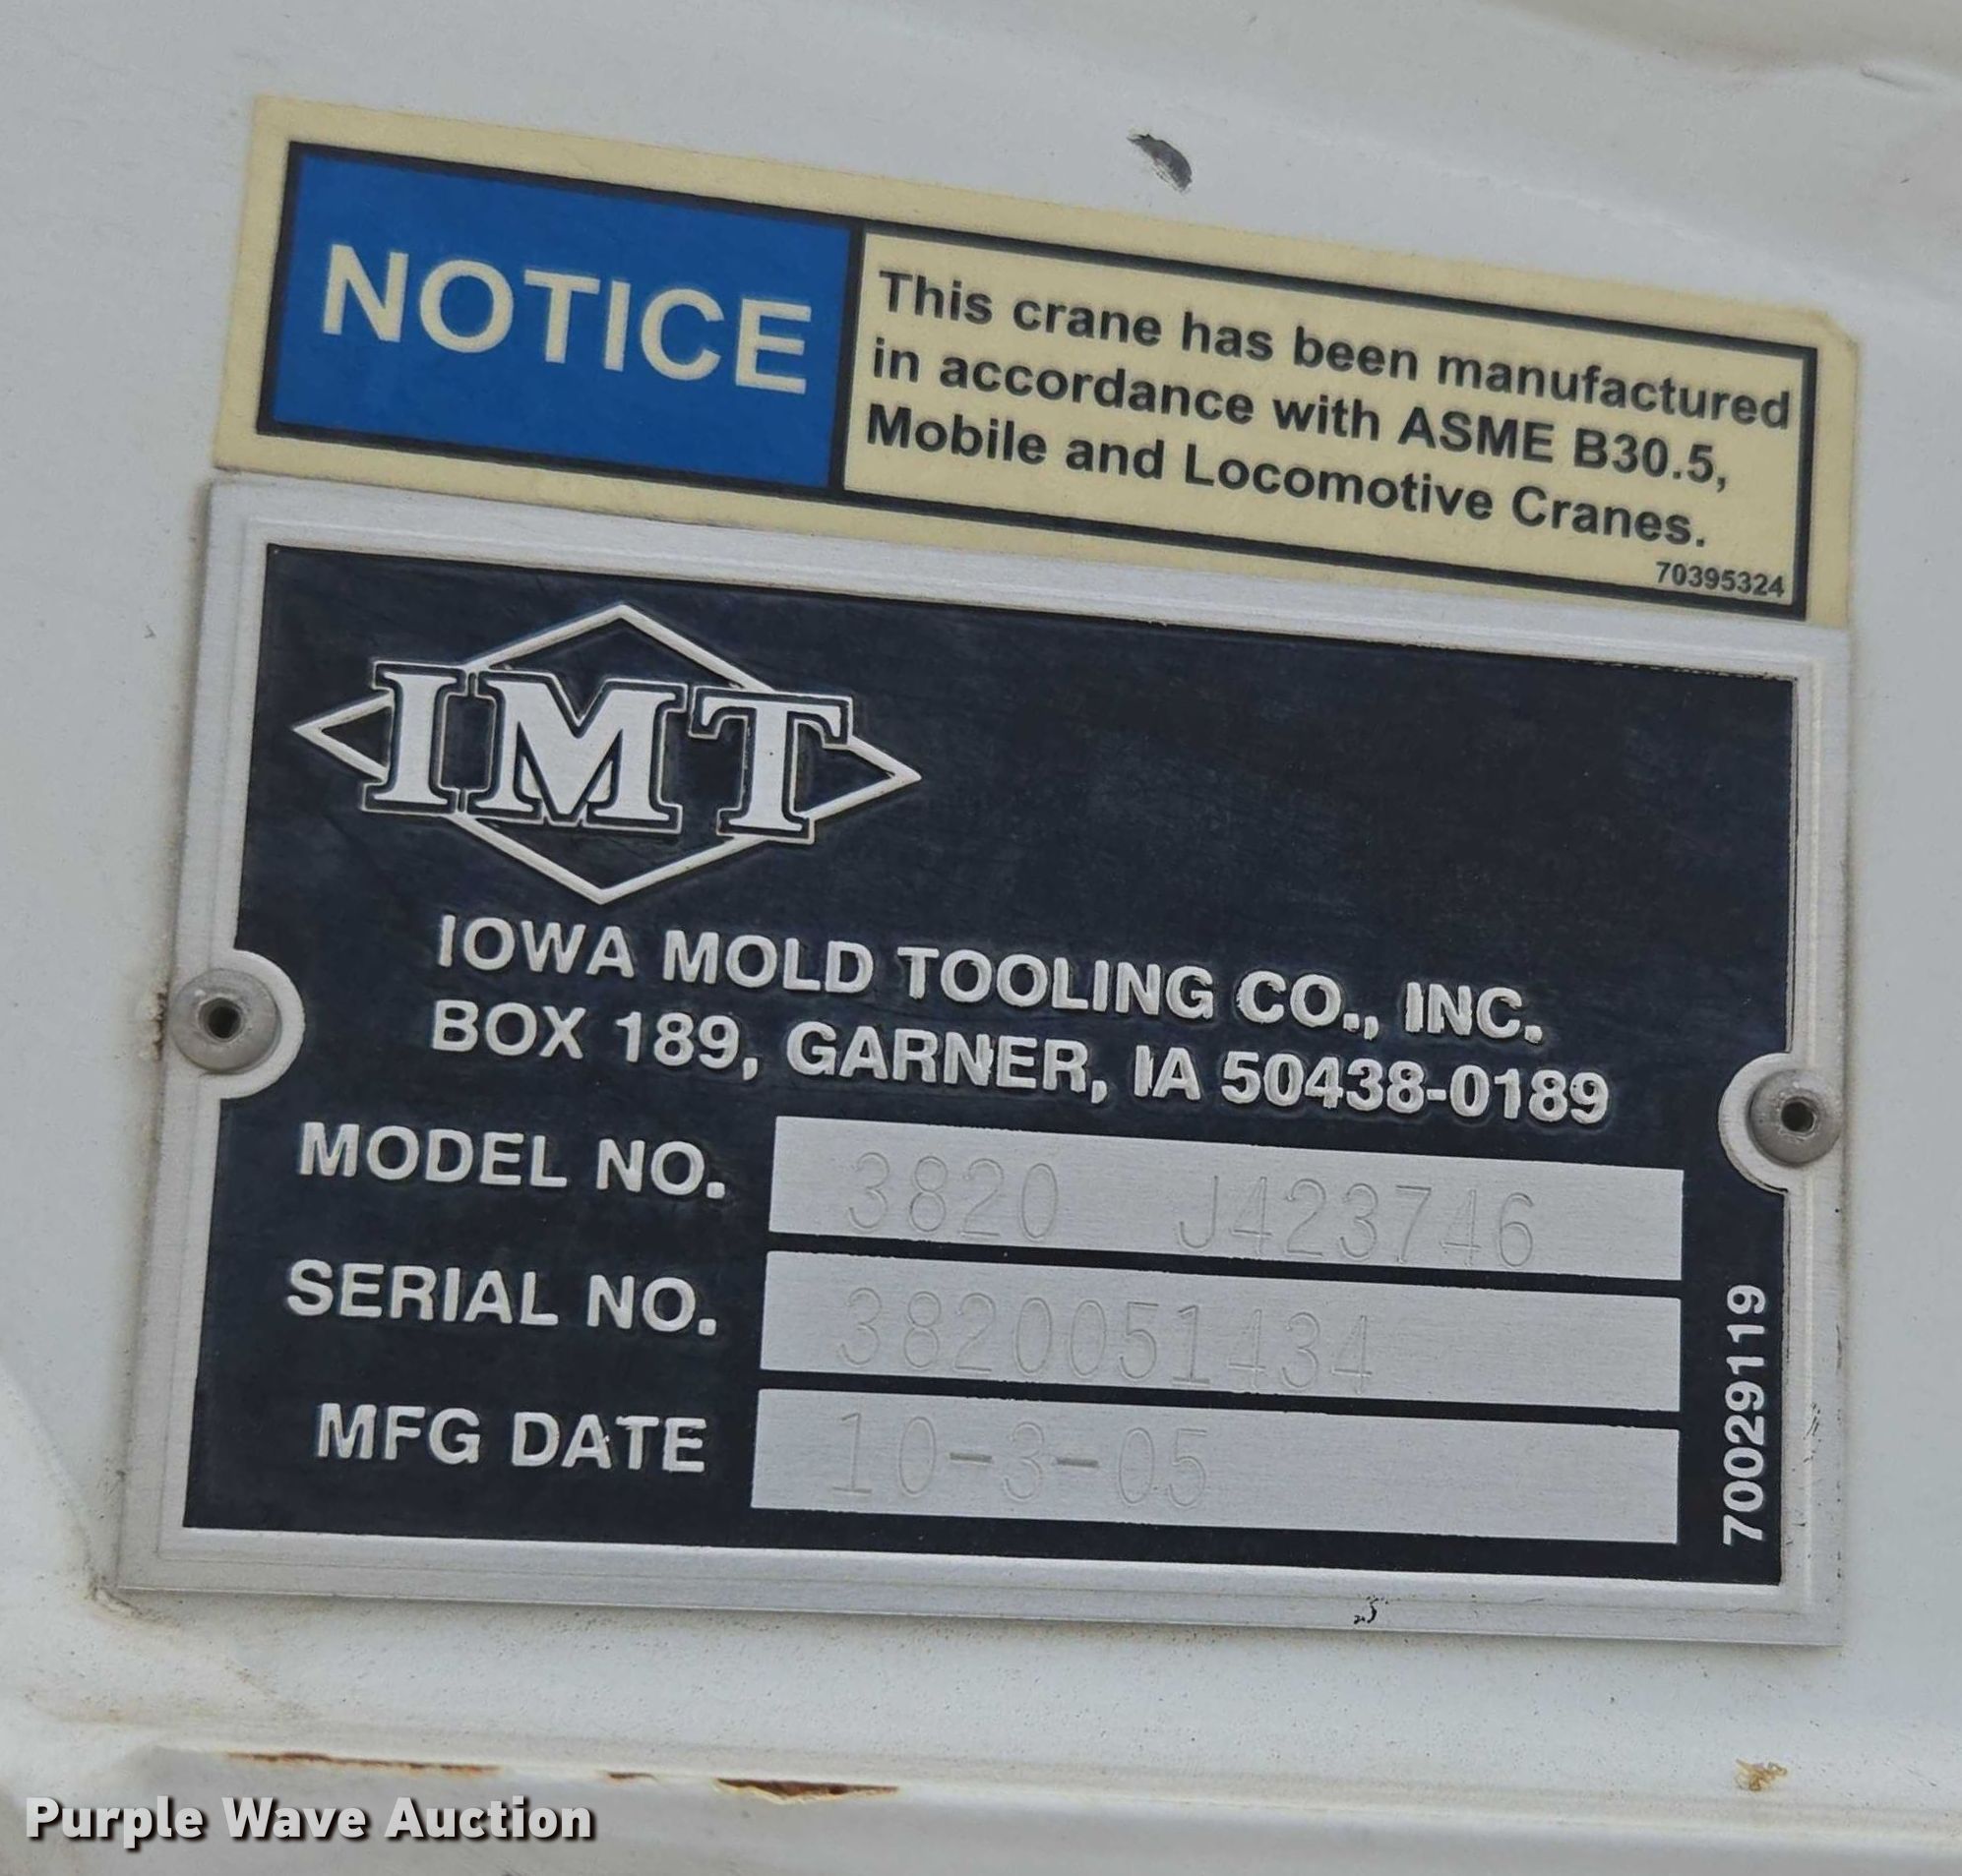 NOTICE
This crane has been manufactured
in accordance with ASME B30.5,
Mobile and Locomotive Cranes.
70395324
IMT
IOWA MOLD TOOLING CO., INC.
BOX 189, GARNER, IA 50438-0189
MODEL NO. 3820 J423746
SERIAL NO. 3820051434
MFG DATE 10-3-05
70029119
Purple Wave Auction